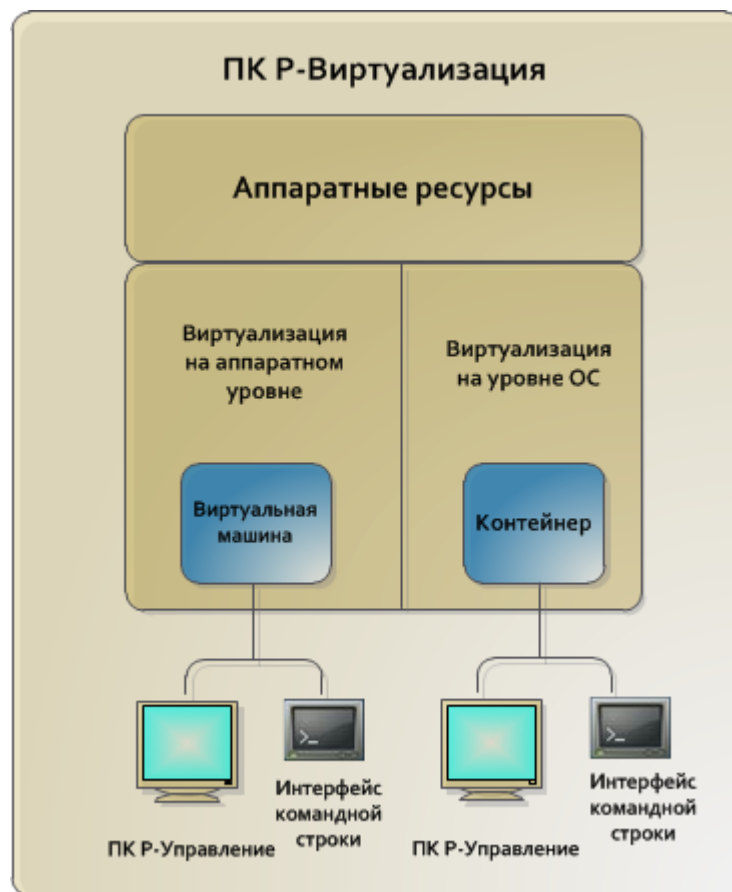 ПК Р-Виртуализация
Аппаратные ресурсы
Виртуализация
на аппаратном
уровне
Виртуализация
на уровне ОС
Виртуальная
машина
Контейнер
ПК Р-Управление
Интерфейс
командной
строки
ПК Р-Управление
Интерфейс
командной
строки